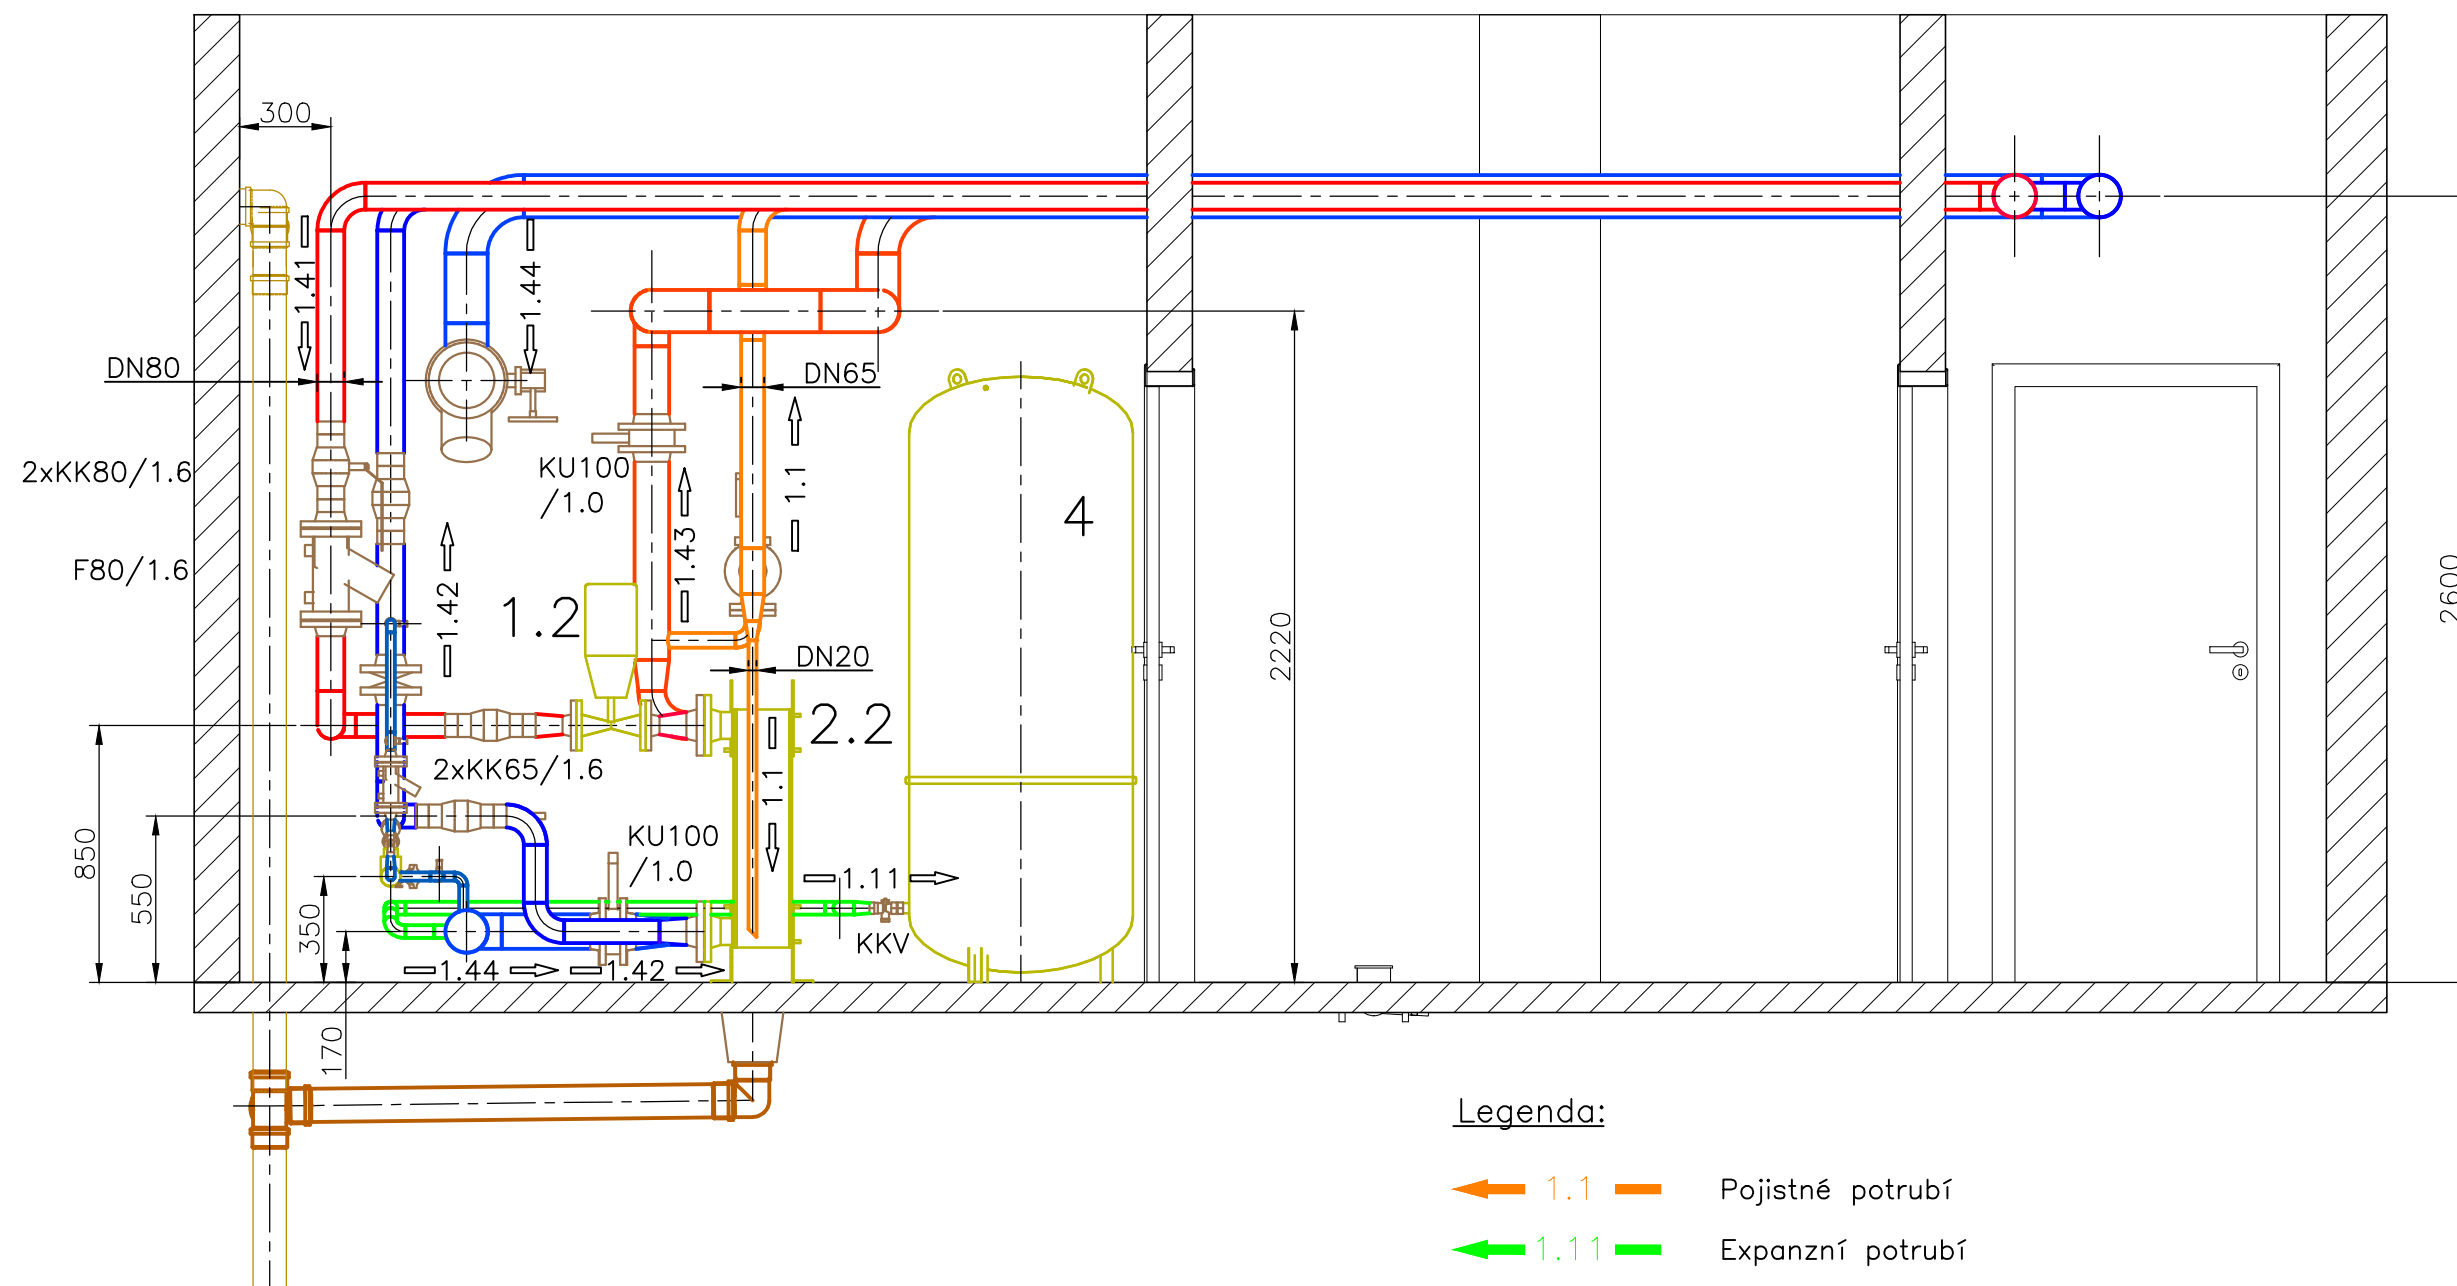 300
1.41
1.44
DN80
DN65
2xKK80/1.6
KU100
/1.0
1.1
4
1.43
F80/1.6
1.42
1.2
DN20
2220
2600
2.2
2xKK65/1.6
1.1
KU100
/1.0
850
550
350
1.11
KKV
1.44
1.42
170
Legenda:
1.1 Pojistné potrubí
1.11 Expanzní potrubí